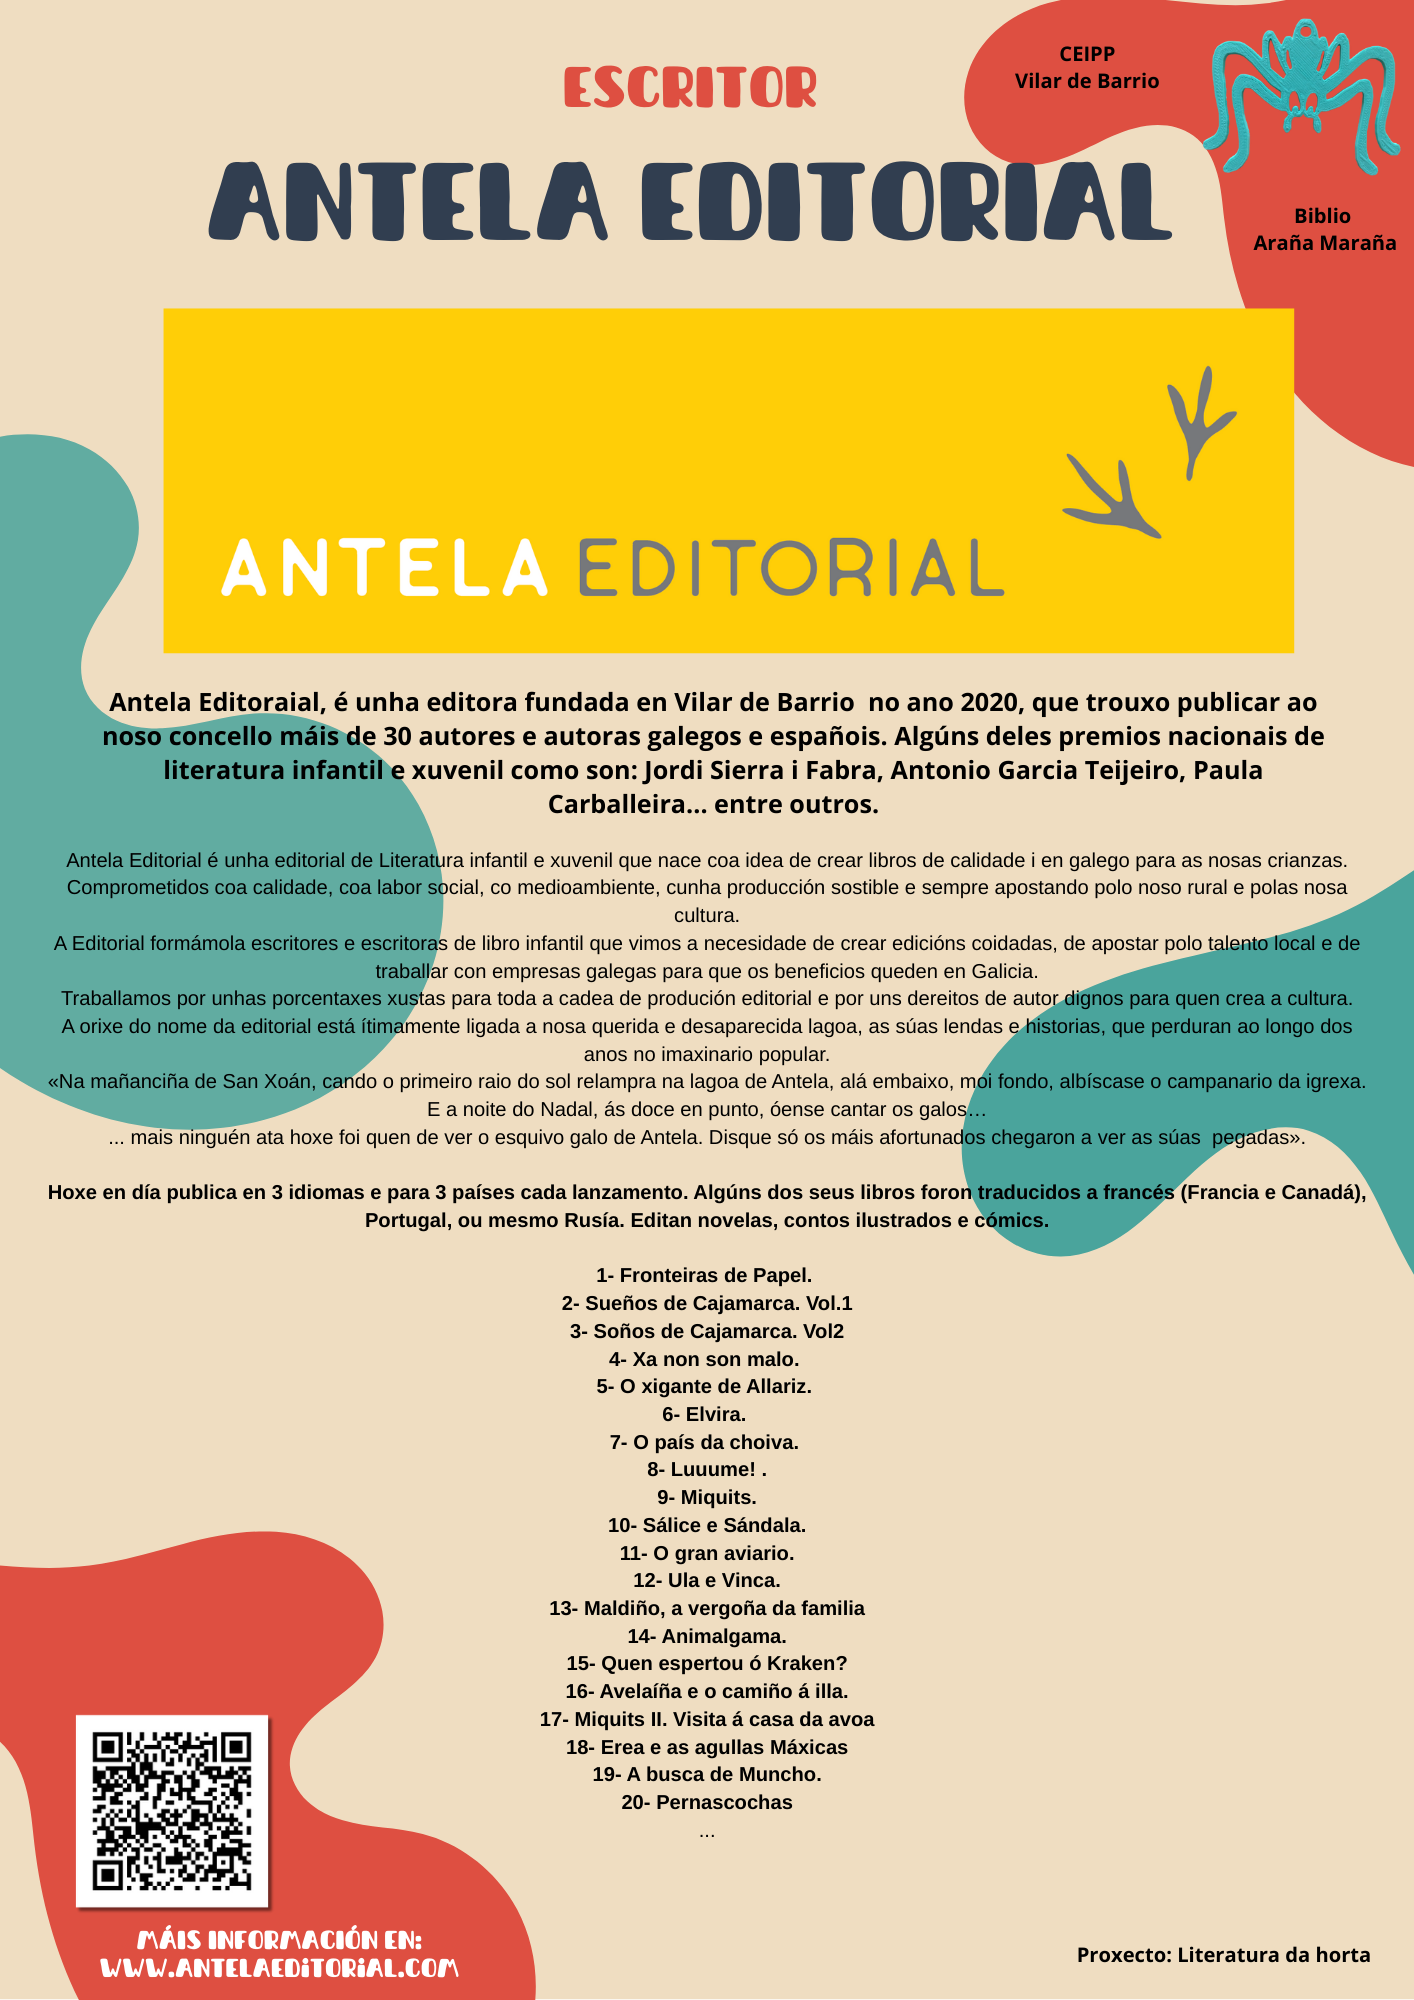 ESCRITOR
CEIPP
Vilar de Barrio
ANTELA EDITORIAL
Biblio
Araña Maraña
ANTELA EDITORIAL
Antela Editoraial, é unha editora fundada en Vilar de Barrio  no ano 2020, que trouxo publicar ao
noso concello máis de 30 autores e autoras galegos e españois. Algúns deles premios nacionais de
literatura infantil e xuvenil como son: Jordi Sierra i Fabra, Antonio Garcia Teijeiro, Paula
Carballeira... entre outros.
Antela Editorial é unha editorial de Literatura infantil e xuvenil que nace coa idea de crear libros de calidade i en galego para as nosas crianzas.
Comprometidos coa calidade, coa labor social, co medioambiente, cunha producción sostible e sempre apostando polo noso rural e polas nosa
cultura.
A Editorial formámola escritores e escritoras de libro infantil que vimos a necesidade de crear edicións coidadas, de apostar polo talento local e de
traballar con empresas galegas para que os beneficios queden en Galicia.
Traballamos por unhas porcentaxes xustas para toda a cadea de produción editorial e por uns dereitos de autor dignos para quen crea a cultura.
A orixe do nome da editorial está ítimamente ligada a nosa querida e desaparecida lagoa, as súas lendas e historias, que perduran ao longo dos
anos no imaxinario popular.
«Na mañanciña de San Xoán, cando o primeiro raio do sol relampra na lagoa de Antela, alá embaixo, moi fondo, albíscase o campanario da igrexa.
E a noite do Nadal, ás doce en punto, óense cantar os galos…
... mais ninguén ata hoxe foi quen de ver o esquivo galo de Antela. Disque só os máis afortunados chegaron a ver as súas  pegadas».
Hoxe en día publica en 3 idiomas e para 3 países cada lanzamento. Algúns dos seus libros foron traducidos a francés (Francia e Canadá),
Portugal, ou mesmo Rusía. Editan novelas, contos ilustrados e cómics.
1- Fronteiras de Papel.
2- Sueños de Cajamarca. Vol.1
3- Soños de Cajamarca. Vol2
4- Xa non son malo.
5- O xigante de Allariz.
6- Elvira.
7- O país da choiva.
8- Luuume! .
9- Miquits.
10- Sálice e Sándala.
11- O gran aviario.
12- Ula e Vinca.
13- Maldiño, a vergoña da familia
14- Animalgama.
15- Quen espertou ó Kraken?
16- Avelaíña e o camiño á illa.
17- Miquits II. Visita á casa da avoa
18- Erea e as agullas Máxicas
19- A busca de Muncho.
20- Pernascochas
...
MÁIS INFORMACIÓN EN:
WWW.ANTELAEDITORIAL.COM
Proxecto: Literatura da horta